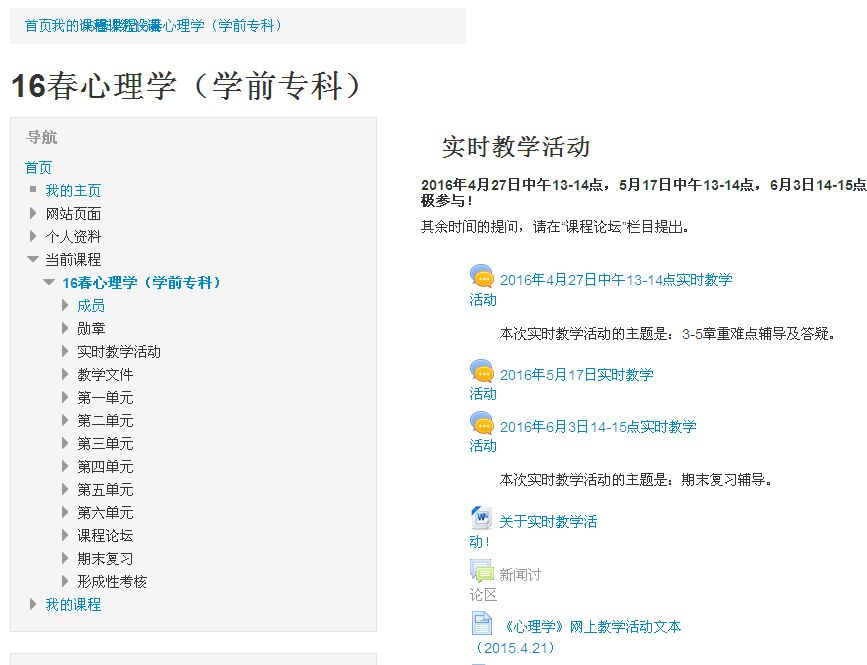 首页我的课程心理学（学前专科）
16春心理学（学前专科）
导航
首页
我的主页
网站页面
个人资料
当前课程
16春心理学（学前专科）
成员
勋章
实时教学活动
教学文件
第一单元
第二单元
第三单元
第四单元
第五单元
第六单元
课程论坛
期末复习
形成性考核
我的课程
实时教学活动
2016年4月27日中午13-14点，5月17日中午13-14点，6月3日14-15点
极参与！
其余时间的提问，请在“课程论坛”栏目提出。
2016年4月27日中午13-14点实时教学
活动
本次实时教学活动的主题是：3-5章重难点辅导及答疑。
2016年5月17日实时教学
活动
2016年6月3日14-15点实时教学
活动
本次实时教学活动的主题是：期末复习辅导。
关于实时教学活
动！
新闻讨
论区
《心理学》网上教学活动文本
（2015.4.21）